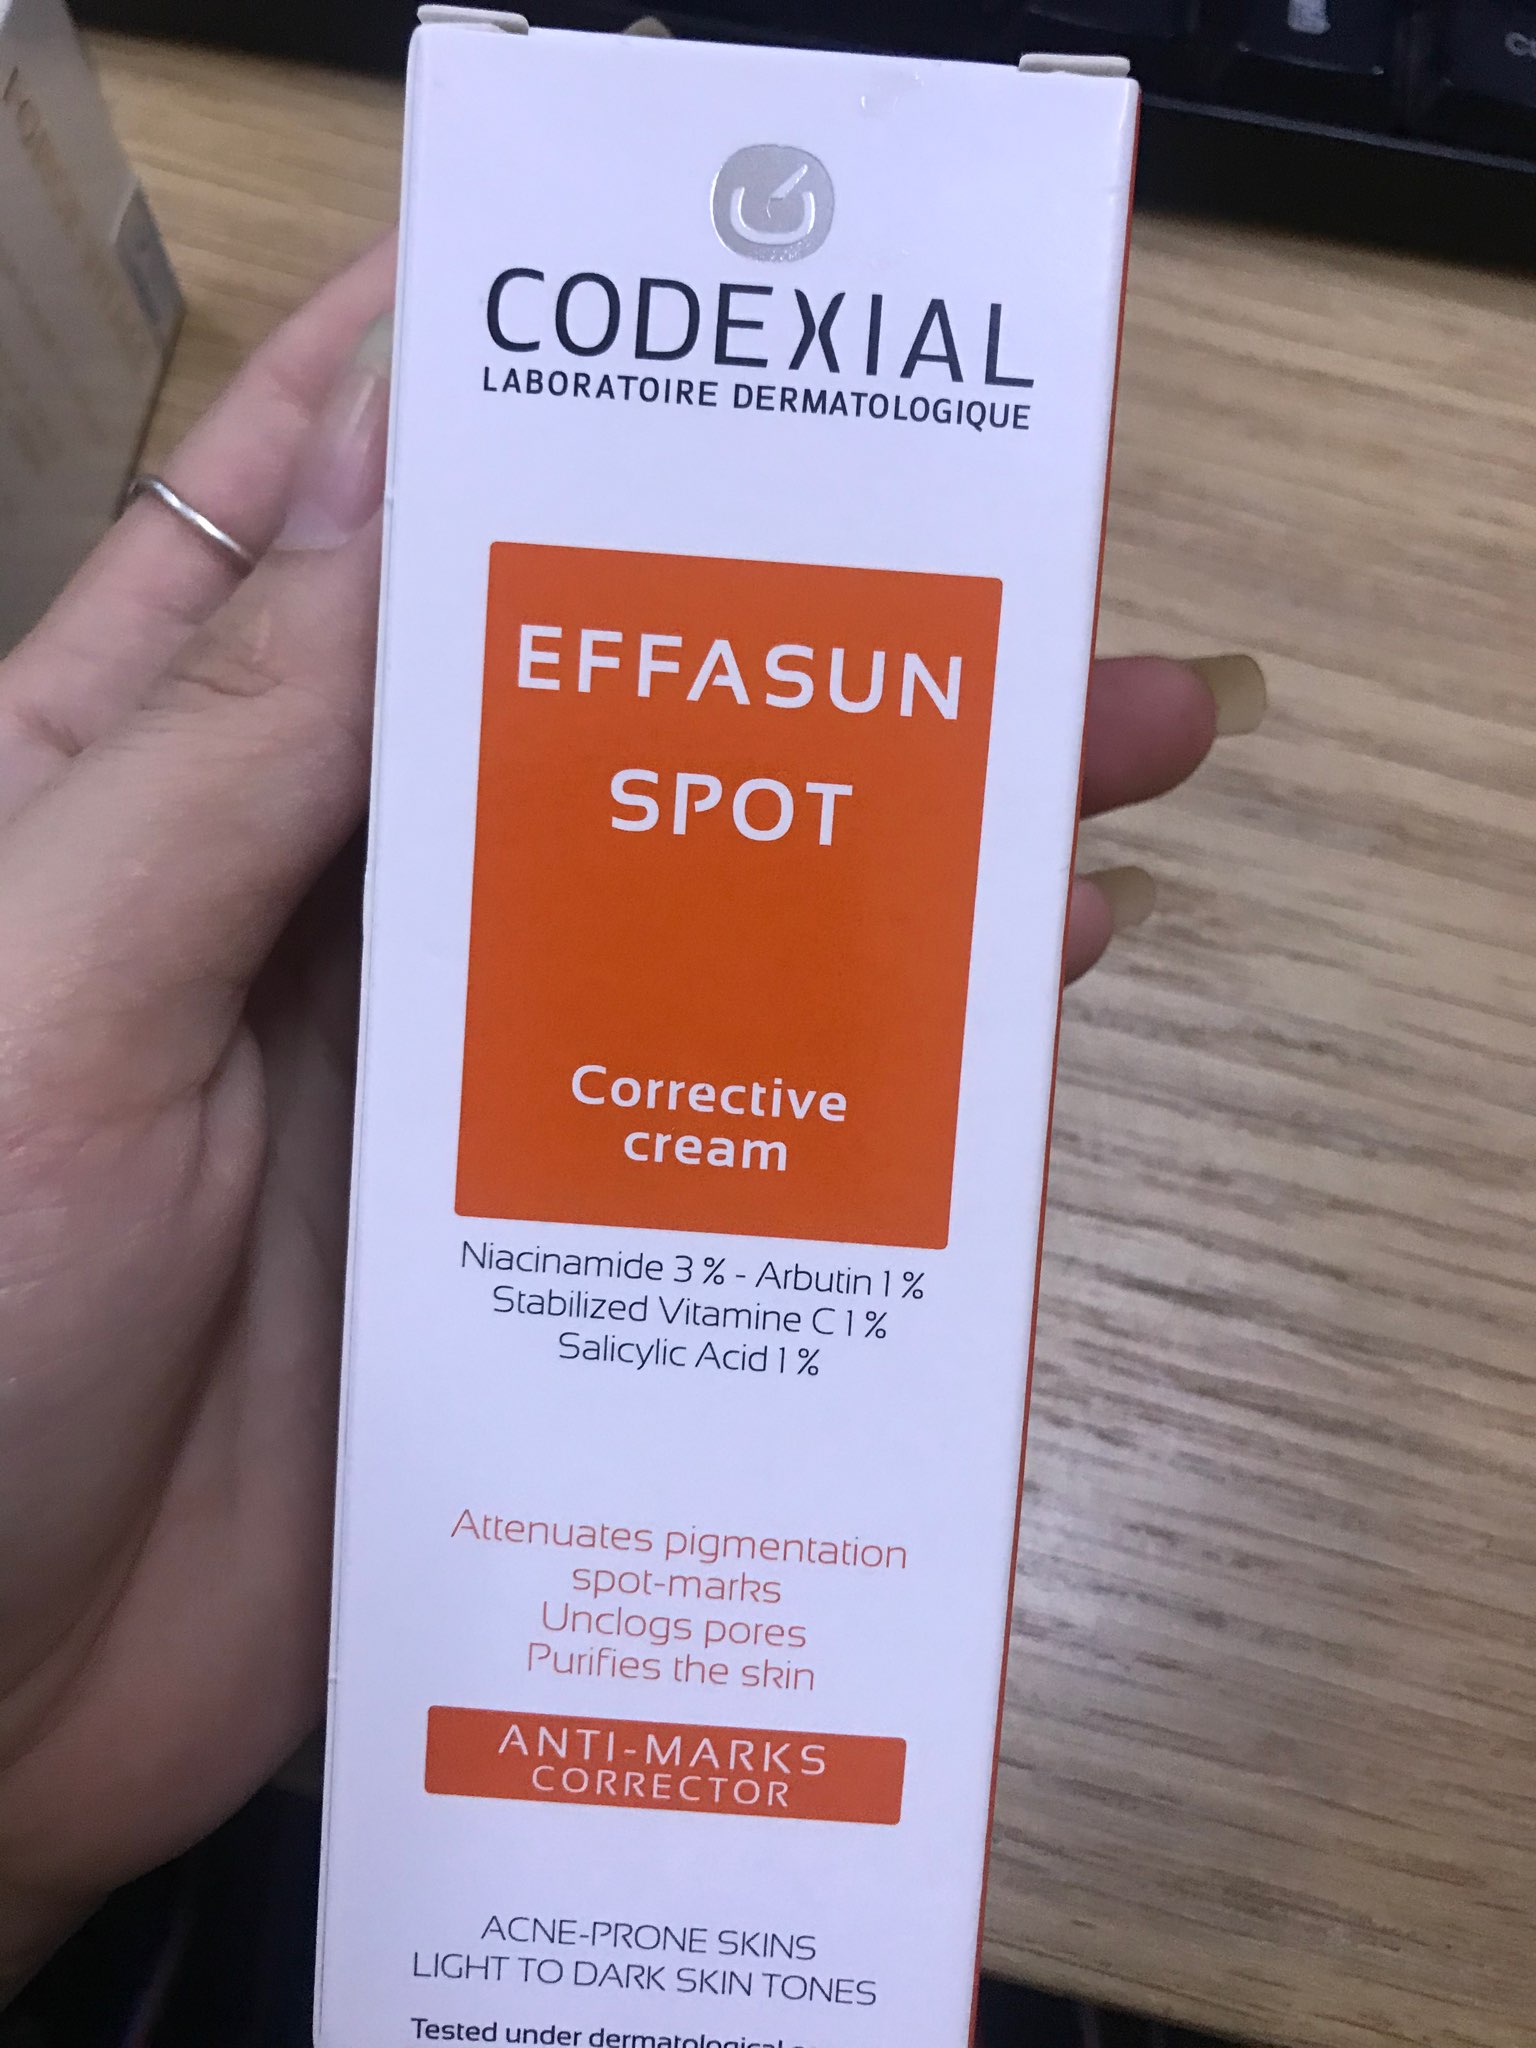 CODEXIAL
LABORATOIRE DERMATOLOGIQUE
EFFASUN
SPOT
Corrective
cream
Niacinamide 3 % - Arbutin 1 %
Stabilized Vitamine C 1 %
Salicylic Acid 1 %
Attenuates pigmentation
spot-marks
Unclogs pores
Purifies the skin
ANTI-MARKS
CORRECTOR
ACNE-PRONE SKINS
LIGHT TO DARK SKIN TONES
Tested under dermatological